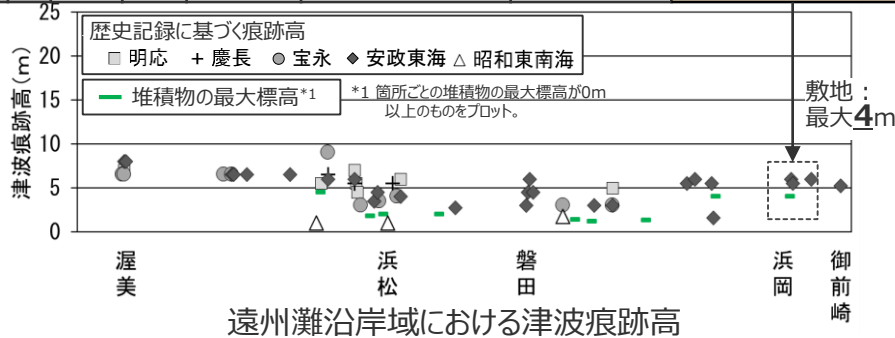 歴史記録に基づく痕跡高
明応 慶長 宝永 安政東海 昭和東南海
堆積物の最大標高*1
*1 箇所ごとの堆積物の最大標高が0m
以上のものをプロット。
津波痕跡高(m)
25
20
15
10
5
0
敷地：
最大4m
渥美
浜松
磐田
浜岡
御前崎
遠州灘沿岸域における津波痕跡高